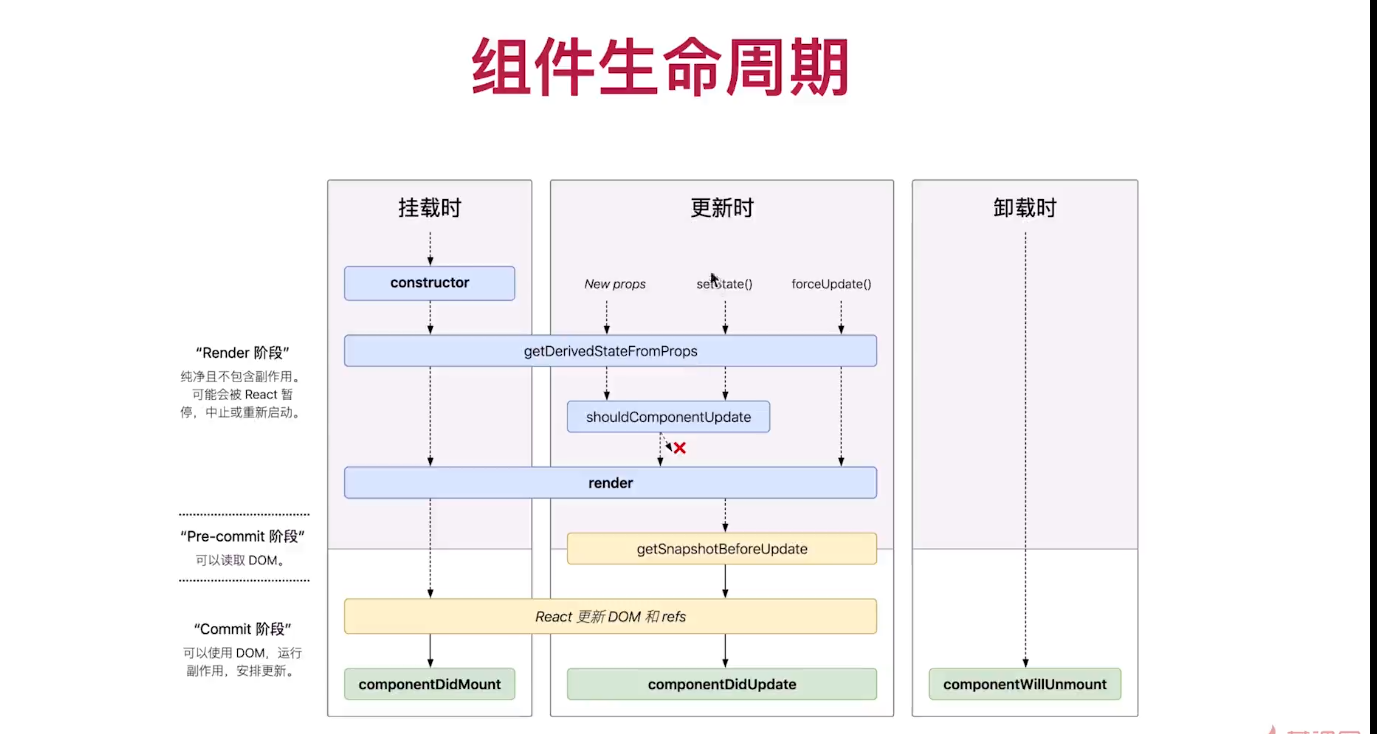 组件生命周期
挂载时
更新时
卸载时
constructor
New props
setState()
forceUpdate()
“Render 阶段”
纯净且不包含副作用。
可能会被 React 暂
停，中止或重新启动。
getDerivedStateFromProps
shouldComponentUpdate
render
“Pre-commit 阶段”
可以读取 DOM。
getSnapshotBeforeUpdate
React 更新 DOM 和 refs
“Commit 阶段”
可以使用 DOM，运行
副作用，安排更新。
componentDidMount
componentDidUpdate
componentWillUnmount